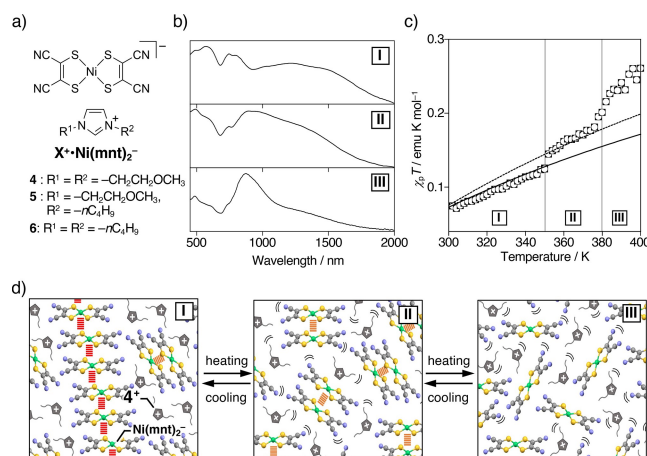 a)
CN S S CN
Ni
CN S S CN
−
N N +
R¹ R²
X⁺·Ni(mnt)₂⁻
4 : R¹ = R² = –CH₂CH₂OCH₃
5 : R¹ = –CH₂CH₂OCH₃,
R² = –nC₄H₉
6 : R¹ = R² = –nC₄H₉
b)
I
II
III
500 1000 1500 2000
Wavelength / nm
c)
0.3
0.2
0.1
χₚT / emu K mol⁻¹
I II III
300 320 340 360 380 400
Temperature / K
d)
I
4⁺
Ni(mnt)₂⁻
heating
cooling
II
heating
cooling
III